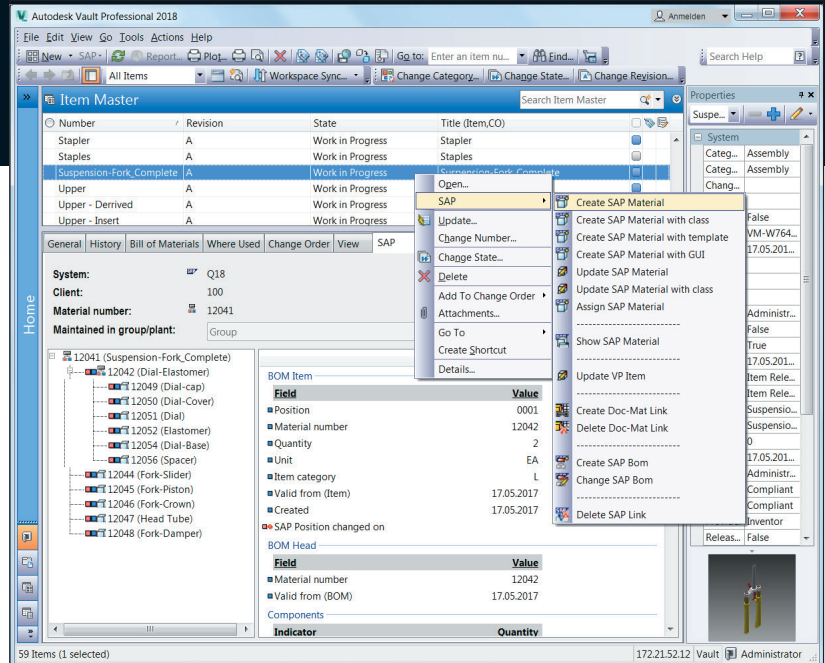 Autodesk Vault Professional 2018
Anmelden
File Edit View Go Tools Actions Help
New SAP Report... Plot... Go to: Enter an item nu... Find...
Search Help
All Items Workspace Sync... Change Category... Change State... Change Revision...
Item Master
Search Item Master
Number Revision State Title (Item,CO)
Stapler A Work in Progress Stapler
Staples A Work in Progress Staples
Suspension-Fork_Complete A Work in Progress Suspension-Fork_Complete
Upper A Work in Progress
Upper - Derrived A Work in Progress
Upper - Insert A Work in Progress
General History Bill of Materials Where Used Change Order View SAP
System: Q18
Client: 100
Material number: 12041
Maintained in group/plant: Group
12041 (Suspension-Fork_Complete)
12042 (Dial-Elastomer)
12049 (Dial-cap)
12050 (Dial-Cover)
12051 (Dial)
12052 (Elastomer)
12054 (Dial-Base)
12056 (Spacer)
12044 (Fork-Slider)
12045 (Fork-Piston)
12046 (Fork-Crown)
12047 (Head Tube)
12048 (Fork-Damper)
BOM Item
Field Value
Position 0001
Material number 12042
Quantity 2
Unit EA
Item category L
Valid from (Item) 17.05.2017
Created 17.05.2017
SAP Position changed on
BOM Head
Field Value
Material number 12042
Valid from (BOM) 17.05.2017
Components
Indicator Quantity
Open...
SAP
Update...
Change Number...
Change State...
Delete
Add To Change Order
Attachments...
Go To
Create Shortcut
Details...
Create SAP Material
Create SAP Material with class
Create SAP Material with template
Create SAP Material with GUI
Update SAP Material
Update SAP Material with class
Assign SAP Material
------------------------
Show SAP Material
------------------------
Update VP Item
------------------------
Create Doc-Mat Link
Delete Doc-Mat Link
------------------------
Create SAP Bom
Change SAP Bom
------------------------
Delete SAP Link
Properties
Suspe...
System
Categ... Assembly
Categ... Assembly
Chang...
False
VM-W764...
17.05.201...
Administr...
False
True
17.05.201...
Item Rele...
Item Rele...
Suspensio...
Suspensio...
0
17.05.201...
Administr...
Compliant
Compliant
Inventor
Releas... False
Home
59 Items (1 selected)
172.21.52.12 Vault Administrator